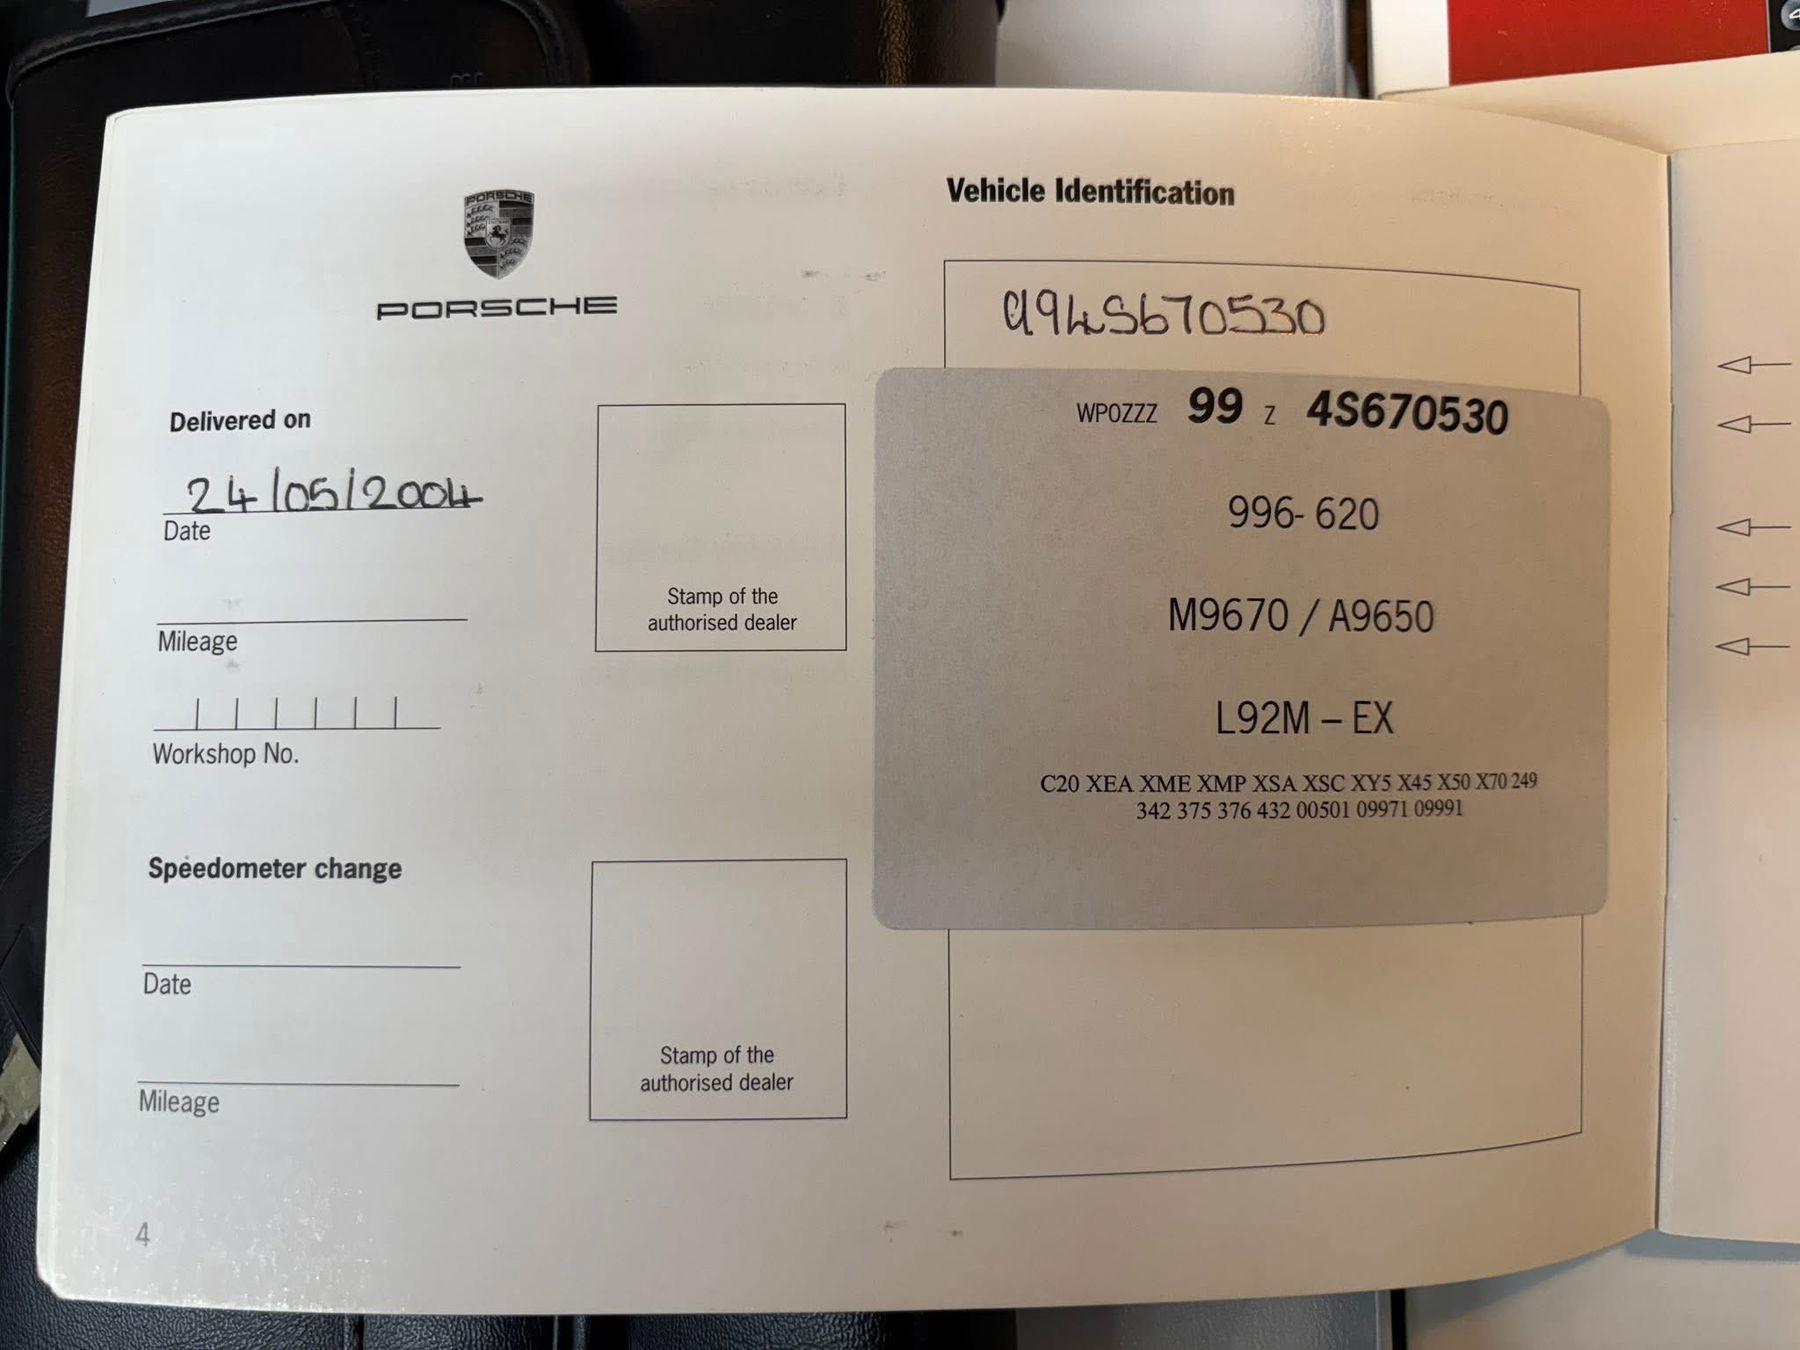 PORSCHE
PORSCHE
Delivered on
24/05/2004
Date
Mileage
Workshop No.
Stamp of the
authorised dealer
Speedometer change
Date
Mileage
Stamp of the
authorised dealer
4
Vehicle Identification
994S670530
WP0ZZZ 99 Z 4S670530
996-620
M9670 / A9650
L92M – EX
C20 XEA XME XMP XSA XSC XY5 X45 X50 X70 249
342 375 376 432 00501 09971 09991